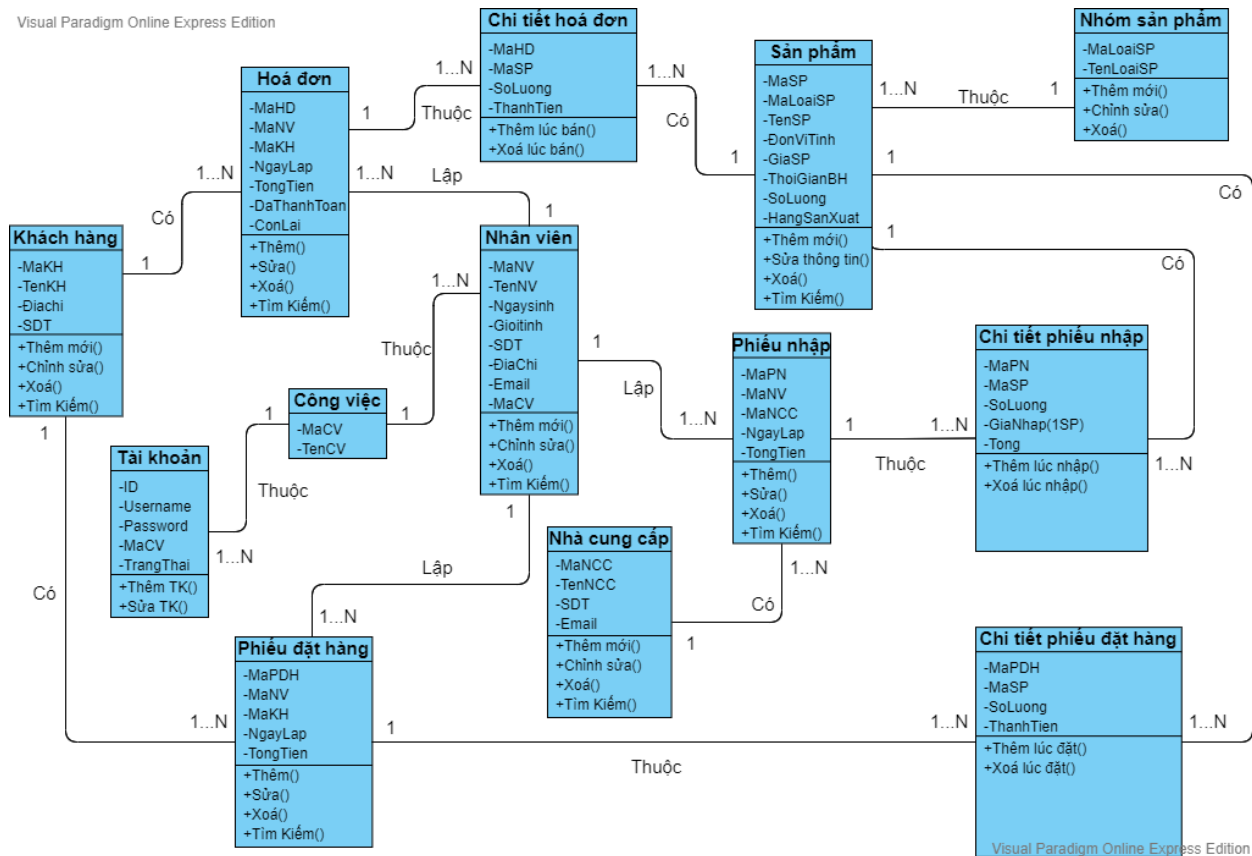 Visual Paradigm Online Express Edition
Chi tiết hoá đơn
-MaHD
-MaSP
-SoLuong
-ThanhTien
+Thêm lúc bán()
+Xoá lúc bán()
Nhóm sản phẩm
-MaLoaiSP
-TenLoaiSP
+Thêm mới()
+Chỉnh sửa()
+Xoá()
Sản phẩm
-MaSP
-MaLoaiSP
-TenSP
-ĐonViTinh
-GiaSP
-ThoiGianBH
-SoLuong
-HangSanXuat
+Thêm mới()
+Sửa thông tin()
+Xoá()
+Tìm Kiếm()
Hoá đơn
-MaHD
-MaNV
-MaKH
-NgayLap
-TongTien
-DaThanhToan
-ConLai
+Thêm()
+Sửa()
+Xoá()
+Tìm Kiếm()
1...N
1
Thuộc
1...N
Có
1
1...N
Thuộc
1
1
Có
1...N
Lập
1
1...N
Có
1
Khách hàng
-MaKH
-TenKH
-Điachi
-SDT
+Thêm mới()
+Chỉnh sửa()
+Xoá()
+Tìm Kiếm()
1
Nhân viên
-MaNV
-TenNV
-Ngaysinh
-Gioitinh
-SDT
-ĐiaChi
-Email
-MaCV
+Thêm mới()
+Chỉnh sửa()
+Xoá()
+Tìm Kiếm()
1
1...N
Thuộc
1
1
Công việc
-MaCV
-TenCV
1
Lập
1...N
1
Có
Phiếu nhập
-MaPN
-MaNV
-MaNCC
-NgayLap
-TongTien
+Thêm()
+Sửa()
+Xoá()
+Tìm Kiếm()
Chi tiết phiếu nhập
-MaPN
-MaSP
-SoLuong
-GiaNhap(1SP)
-Tong
+Thêm lúc nhập()
+Xoá lúc nhập()
1
Thuộc
1...N
1...N
Tài khoản
-ID
-Username
-Password
-MaCV
-TrangThai
+Thêm TK()
+Sửa TK()
Thuộc
1...N
Nhà cung cấp
-MaNCC
-TenNCC
-SDT
-Email
+Thêm mới()
+Chỉnh sửa()
+Xoá()
+Tìm Kiếm()
1...N
Có
1
Lập
1...N
Có
1...N
Phiếu đặt hàng
-MaPDH
-MaNV
-MaKH
-NgayLap
-TongTien
+Thêm()
+Sửa()
+Xoá()
+Tìm Kiếm()
1
Thuộc
1...N
Chi tiết phiếu đặt hàng
-MaPDH
-MaSP
-SoLuong
-ThanhTien
+Thêm lúc đặt()
+Xoá lúc đặt()
1...N
Visual Paradigm Online Express Edition